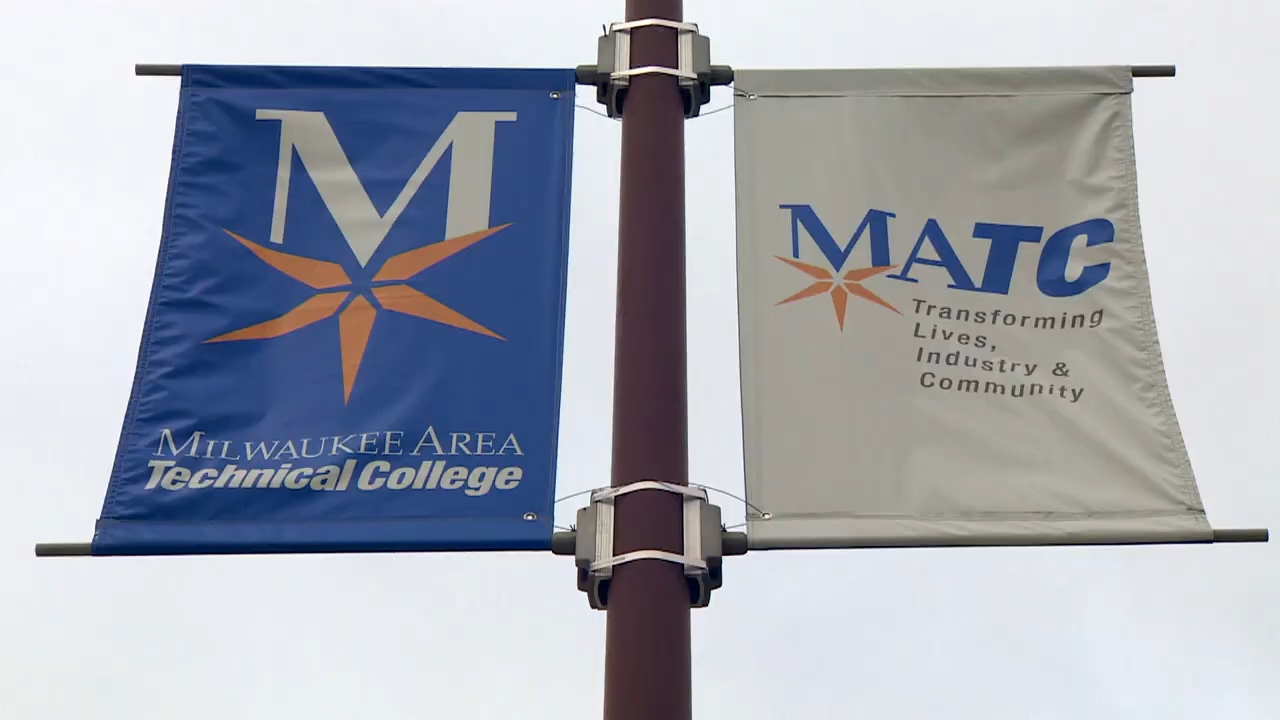 M
MILWAUKEE AREA
Technical College
MATC
Transforming
Lives,
Industry &
Community